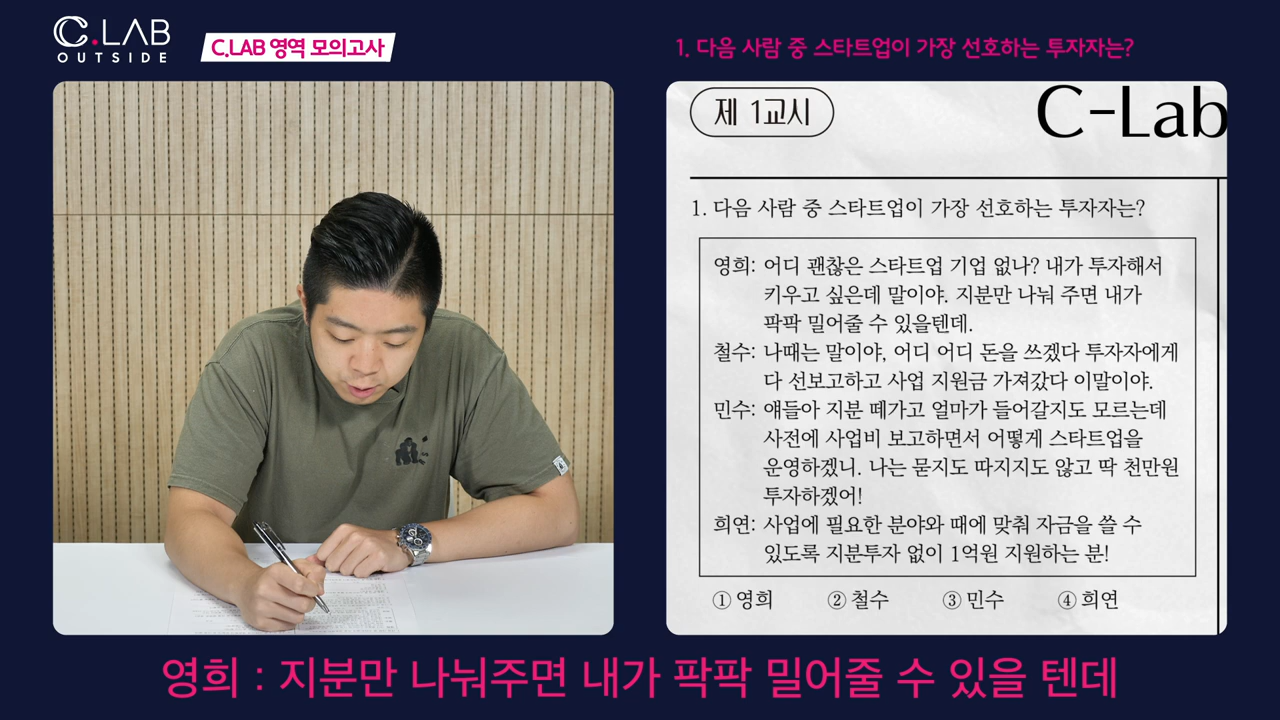 C.LAB
OUTSIDE
C.LAB 영역 모의고사
1. 다음 사람 중 스타트업이 가장 선호하는 투자자는?
제 1교시
C-Lab
1. 다음 사람 중 스타트업이 가장 선호하는 투자자는?
영희: 어디 괜찮은 스타트업 기업 없나? 내가 투자해서
키우고 싶은데 말이야. 지분만 나눠 주면 내가
팍팍 밀어줄 수 있을텐데.
철수: 나때는 말이야, 어디 어디 돈을 쓰겠다 투자자에게
다 선보고하고 사업 지원금 가져갔다 이말이야.
민수: 얘들아 지분 떼가고 얼마가 들어갈지도 모르는데
사전에 사업비 보고하면서 어떻게 스타트업을
운영하겠니. 나는 묻지도 따지지도 않고 딱 천만원
투자하겠어!
희연: 사업에 필요한 분야와 때에 맞춰 자금을 쓸 수
있도록 지분투자 없이 1억원 지원하는 분!
① 영희 ② 철수 ③ 민수 ④ 희연
영희 : 지분만 나눠주면 내가 팍팍 밀어줄 수 있을 텐데